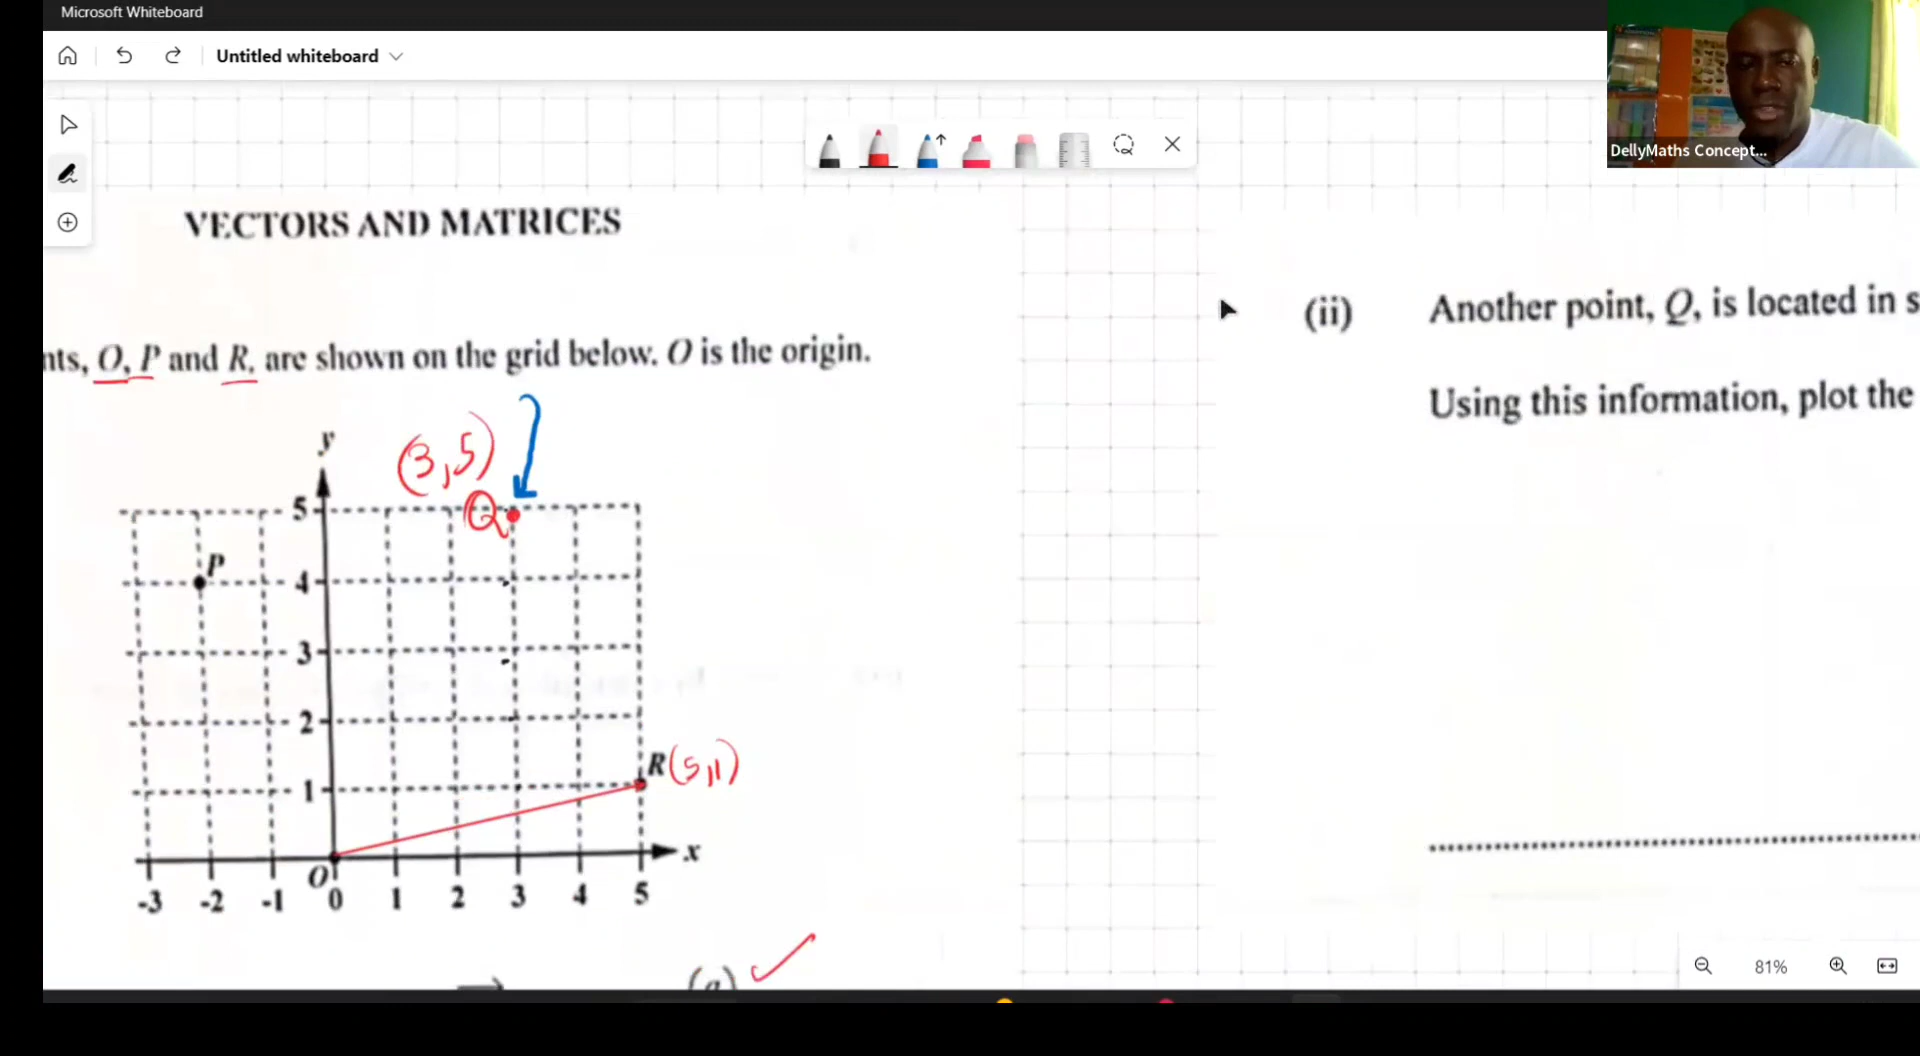 Microsoft Whiteboard
Untitled whiteboard
DellyMaths Concept...
VECTORS AND MATRICES
nts, O, P and R, are shown on the grid below. O is the origin.
(3,5)
y
5
Q
P
4
3
2
R(5,1)
1
x
O
-3 -2 -1 0 1 2 3 4 5
(ii) Another point, Q, is located in s
Using this information, plot the
81%